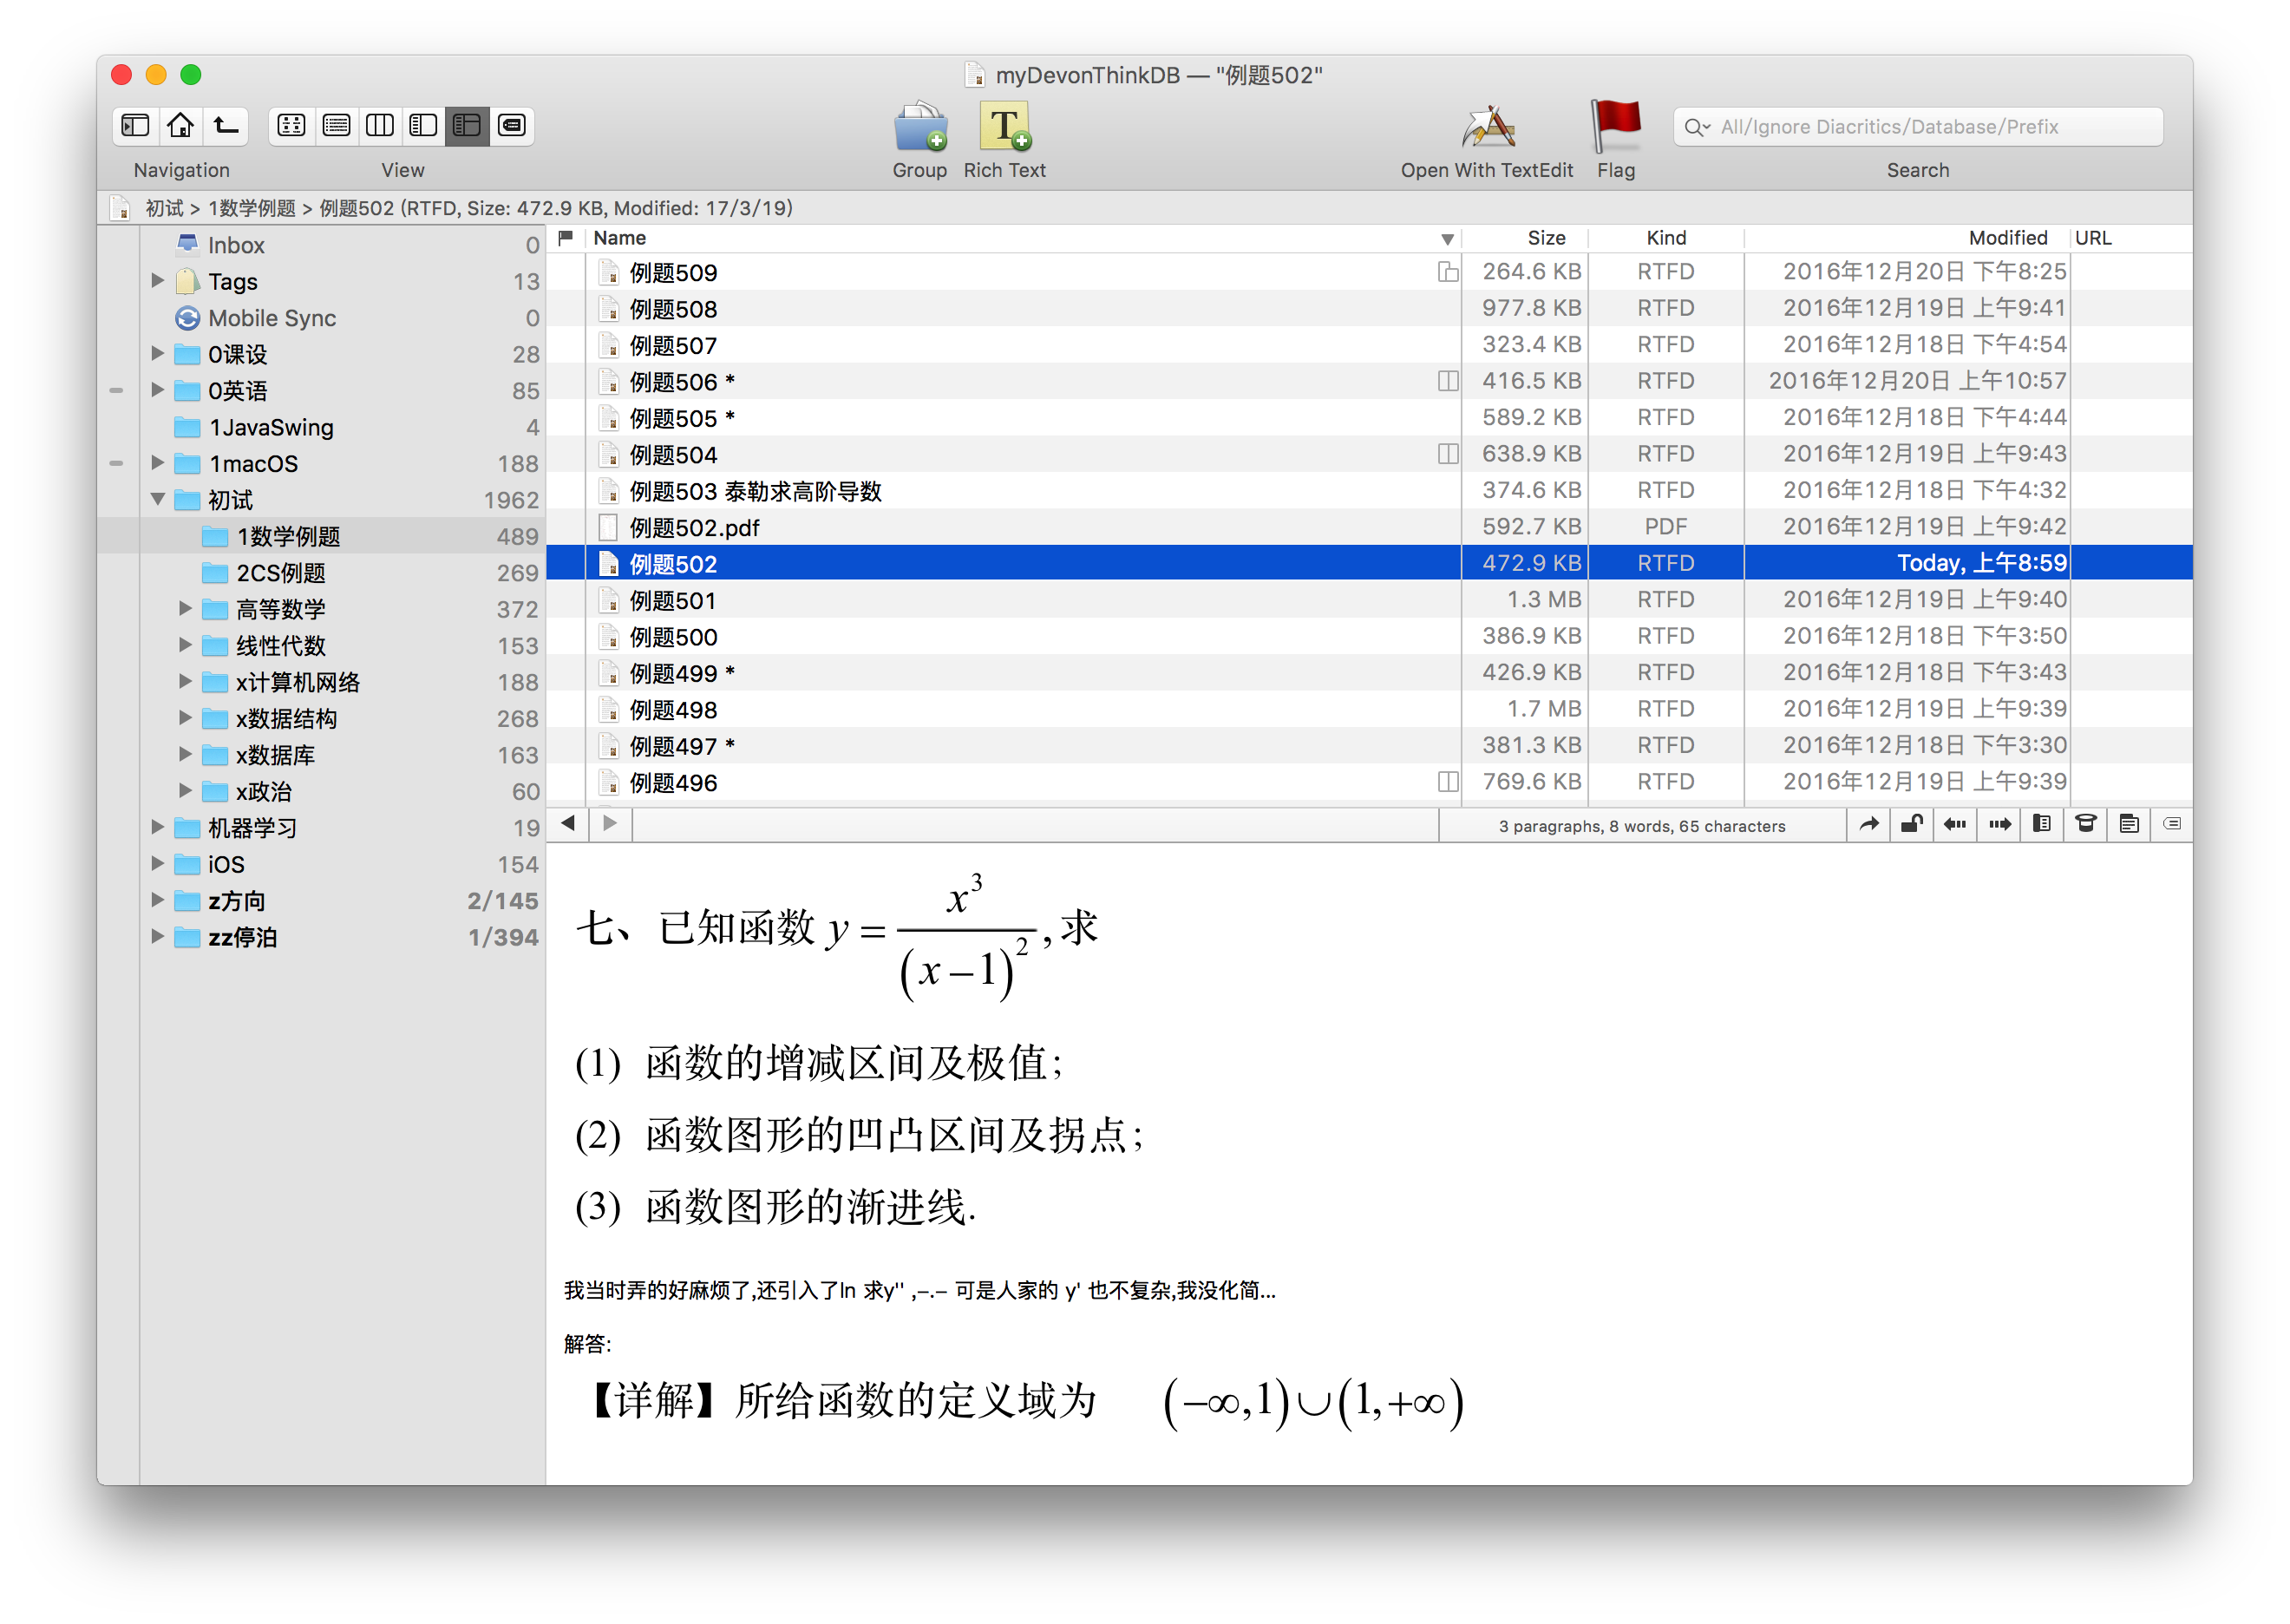 myDevonThinkDB — "例题502"
Navigation
View
Group
Rich Text
Open With TextEdit
Flag
All/Ignore Diacritics/Database/Prefix
Search
初试 > 1数学例题 > 例题502 (RTFD, Size: 472.9 KB, Modified: 17/3/19)
Inbox 0
Tags 13
Mobile Sync 0
0课设 28
0英语 85
1JavaSwing 4
1macOS 188
初试 1962
1数学例题 489
2CS例题 269
高等数学 372
线性代数 153
x计算机网络 188
x数据结构 268
x数据库 163
x政治 60
机器学习 19
iOS 154
z方向 2/145
zz停泊 1/394
Name Size Kind Modified URL
例题509 264.6 KB RTFD 2016年12月20日 下午8:25
例题508 977.8 KB RTFD 2016年12月19日 上午9:41
例题507 323.4 KB RTFD 2016年12月18日 下午4:54
例题506 * 416.5 KB RTFD 2016年12月20日 上午10:57
例题505 * 589.2 KB RTFD 2016年12月18日 下午4:44
例题504 638.9 KB RTFD 2016年12月19日 上午9:43
例题503 泰勒求高阶导数 374.6 KB RTFD 2016年12月18日 下午4:32
例题502.pdf 592.7 KB PDF 2016年12月19日 上午9:42
例题502 472.9 KB RTFD Today, 上午8:59
例题501 1.3 MB RTFD 2016年12月19日 上午9:40
例题500 386.9 KB RTFD 2016年12月18日 下午3:50
例题499 * 426.9 KB RTFD 2016年12月18日 下午3:43
例题498 1.7 MB RTFD 2016年12月19日 上午9:39
例题497 * 381.3 KB RTFD 2016年12月18日 下午3:30
例题496 769.6 KB RTFD 2016年12月19日 上午9:39
3 paragraphs, 8 words, 65 characters
七、已知函数 y = x³/(x−1)², 求
(1) 函数的增减区间及极值;
(2) 函数图形的凹凸区间及拐点;
(3) 函数图形的渐进线.
我当时弄的好麻烦了,还引入了ln 求y'' ,–.– 可是人家的 y' 也不复杂,我没化简...
解答:
【详解】所给函数的定义域为 (−∞,1)∪(1,+∞)